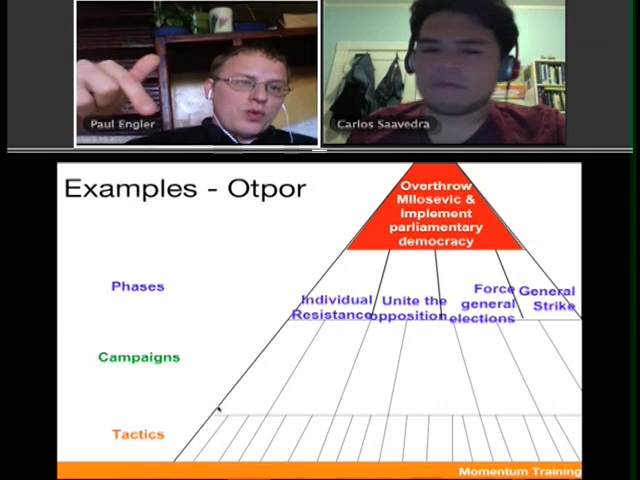 Paul Engler
Carlos Saavedra
Examples - Otpor
Overthrow
MIlosevic &
Implement
parliamentary
democracy
Phases
Individual
Resistance
Unite the
opposition
Force
general
elections
General
Strike
Campaigns
Tactics
Momentum Training